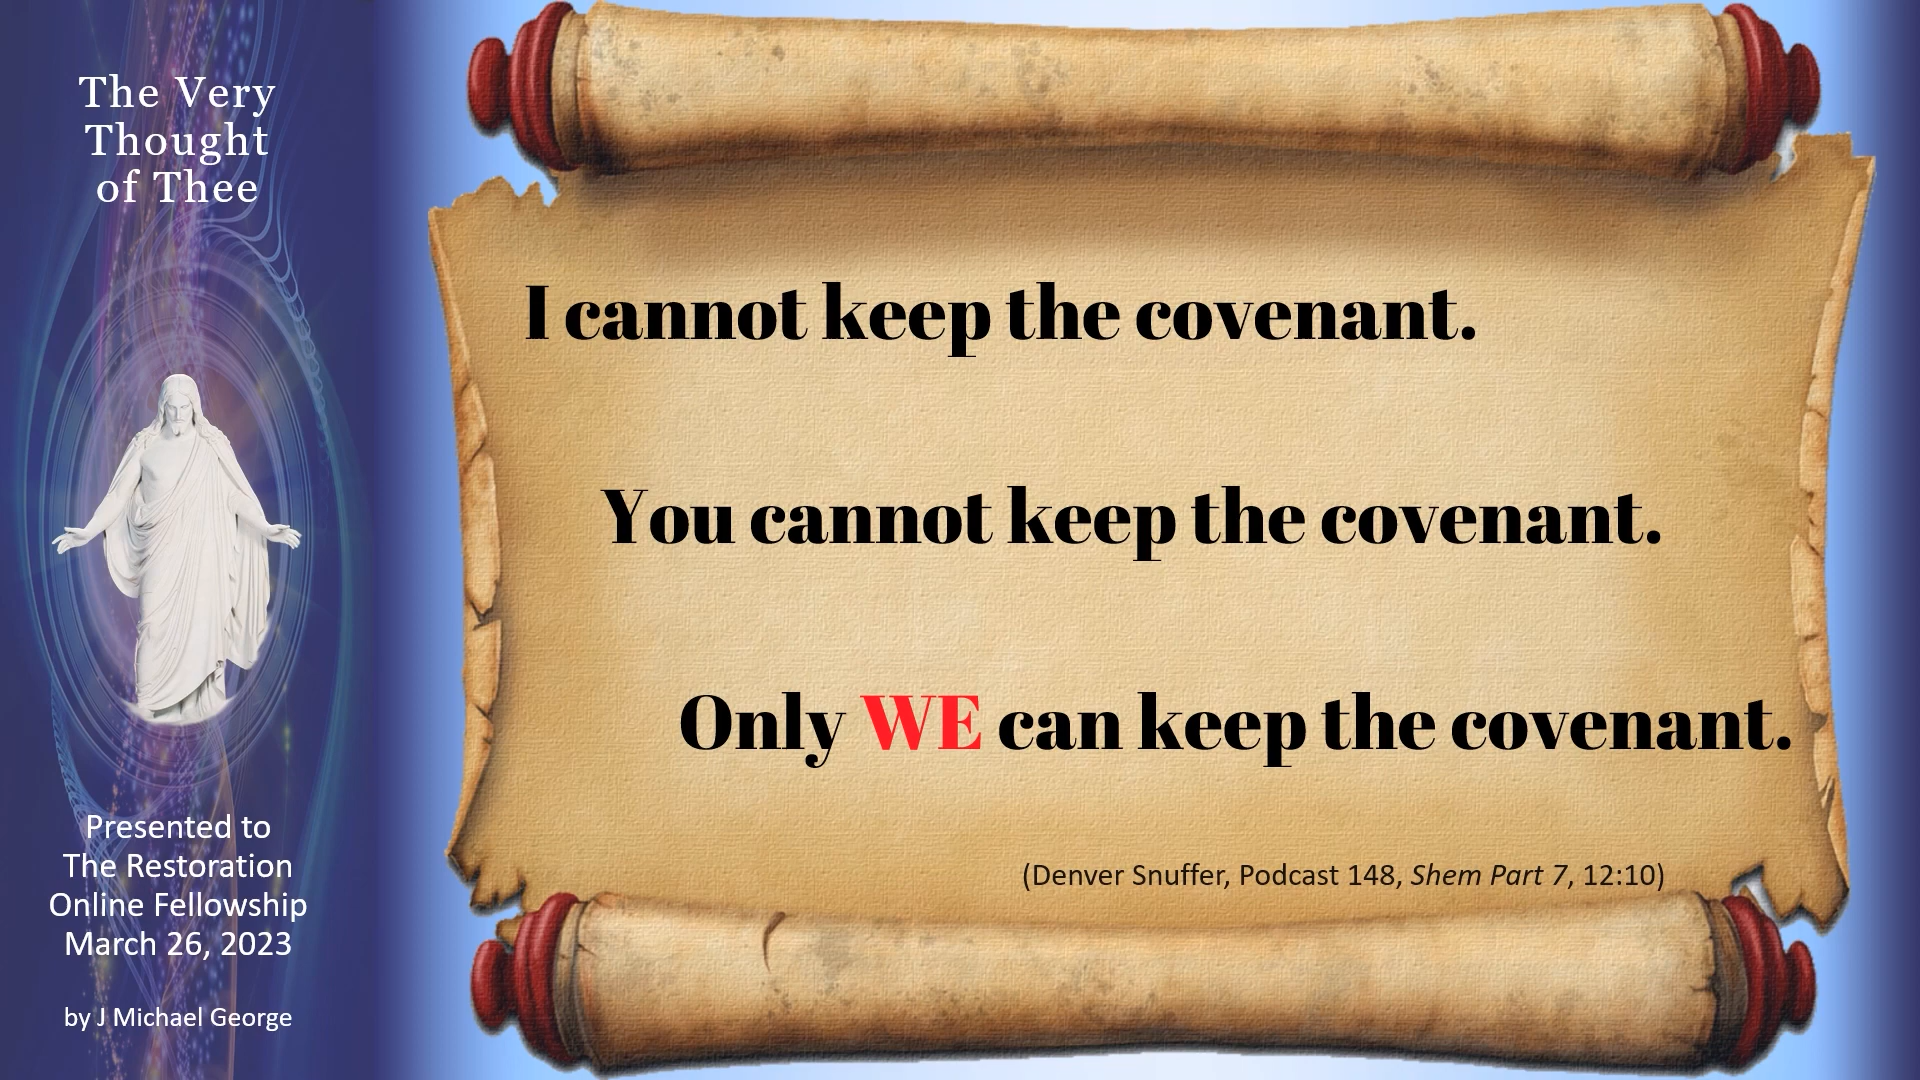 The Very
Thought
of Thee
Presented to
The Restoration
Online Fellowship
March 26, 2023
by J Michael George
I cannot keep the covenant.
You cannot keep the covenant.
Only WE can keep the covenant.
(Denver Snuffer, Podcast 148, Shem Part 7, 12:10)